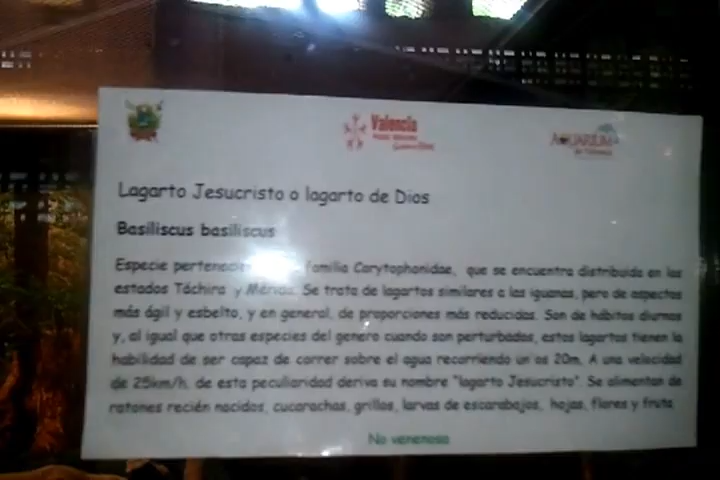 Valencia
AQUARIUM
de Valencia
Lagarto Jesucristo o lagarto de Dios
Basiliscus basiliscus
Especie familia Corytophanidae, que se encuentra distribuida en los
estados Táchira y Mérida. Se trata de lagartos similares a las iguanas, pero de aspectos
más ágil y esbelto, y en general, de proporciones más reducidas. Son de hábitos diurnos
y, al igual que otras especies del genero cuando son perturbados, estos lagartos tienen la
habilidad de ser capaz de correr sobre el agua recorriendo un os 20m. A una velocidad
de 25km/h. de esta peculiaridad deriva su nombre "lagarto Jesucristo". Se alimentan de
ratones recién nacidos, cucarachas, grillos, larvas de escarabajos, hojas, flores y fruta
No venenosa